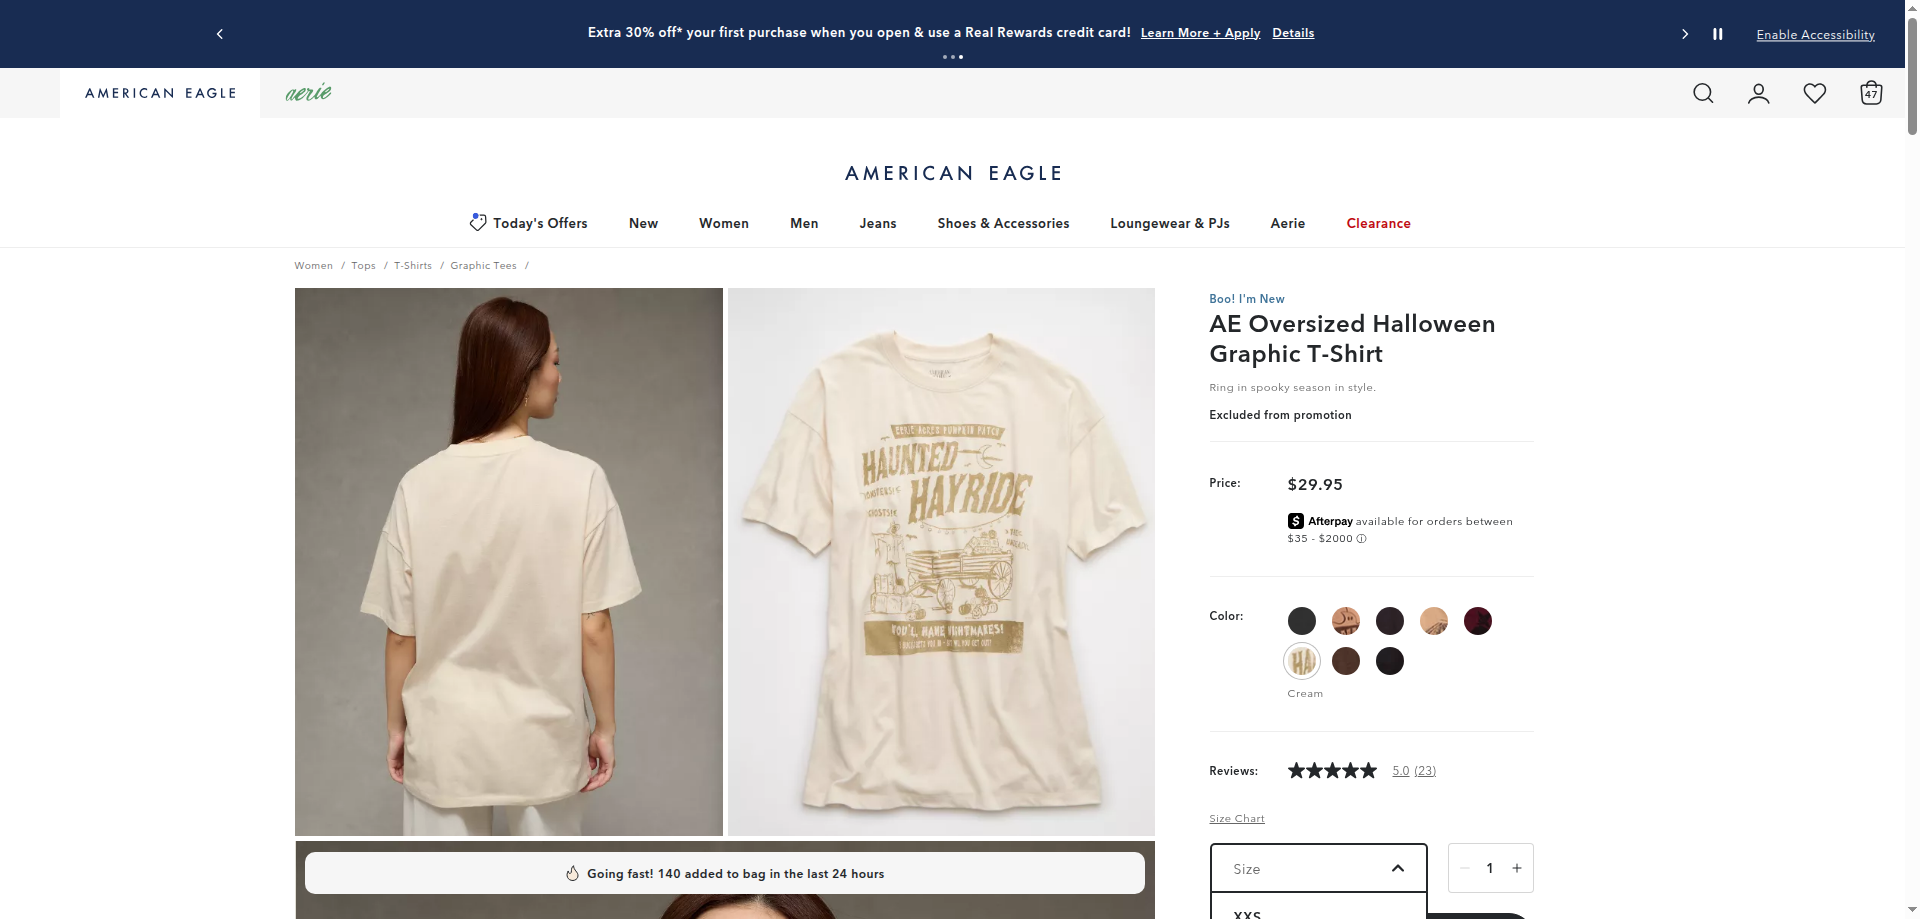 Extra 30% off* your first purchase when you open & use a Real Rewards credit card! Learn More + Apply Details
Enable Accessibility
AMERICAN EAGLE
aerie
47
AMERICAN EAGLE
Today's Offers
New
Women
Men
Jeans
Shoes & Accessories
Loungewear & PJs
Aerie
Clearance
Women / Tops / T-Shirts / Graphic Tees /
EERIE ACRES PUMPKIN PATCH
HAUNTED
HAYRIDE
YOU'LL HAVE NIGHTMARES!
Going fast! 140 added to bag in the last 24 hours
Boo! I'm New
AE Oversized Halloween
Graphic T-Shirt
Ring in spooky season in style.
Excluded from promotion
Price:
$29.95
Afterpay available for orders between
$35 - $2000 ⓘ
Color:
Cream
Reviews:
5.0 (23)
Size Chart
Size
1
XXS